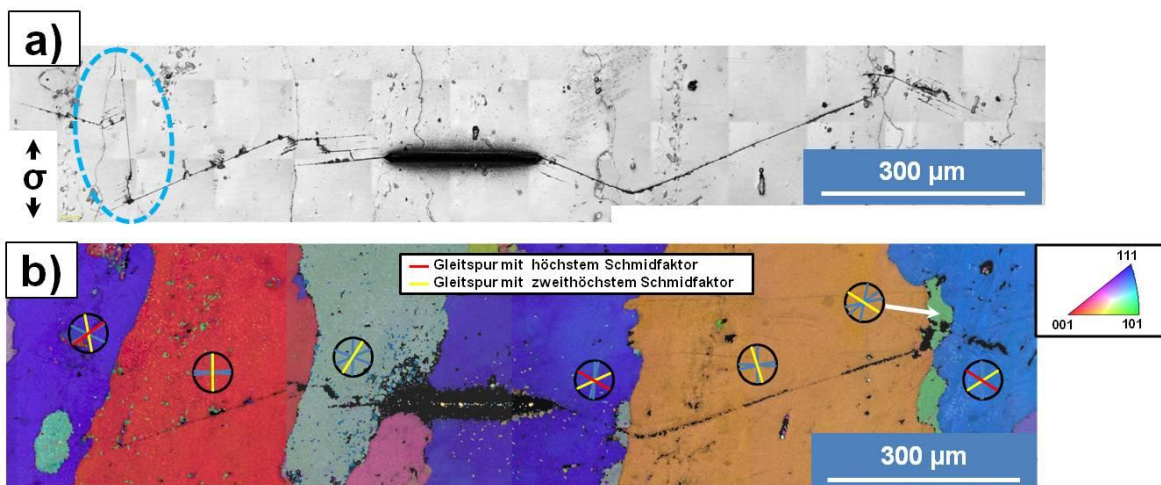 a)
σ
300 µm
b)
Gleitspur mit höchstem Schmidfaktor
Gleitspur mit zweithöchstem Schmidfaktor
111
001
101
300 µm